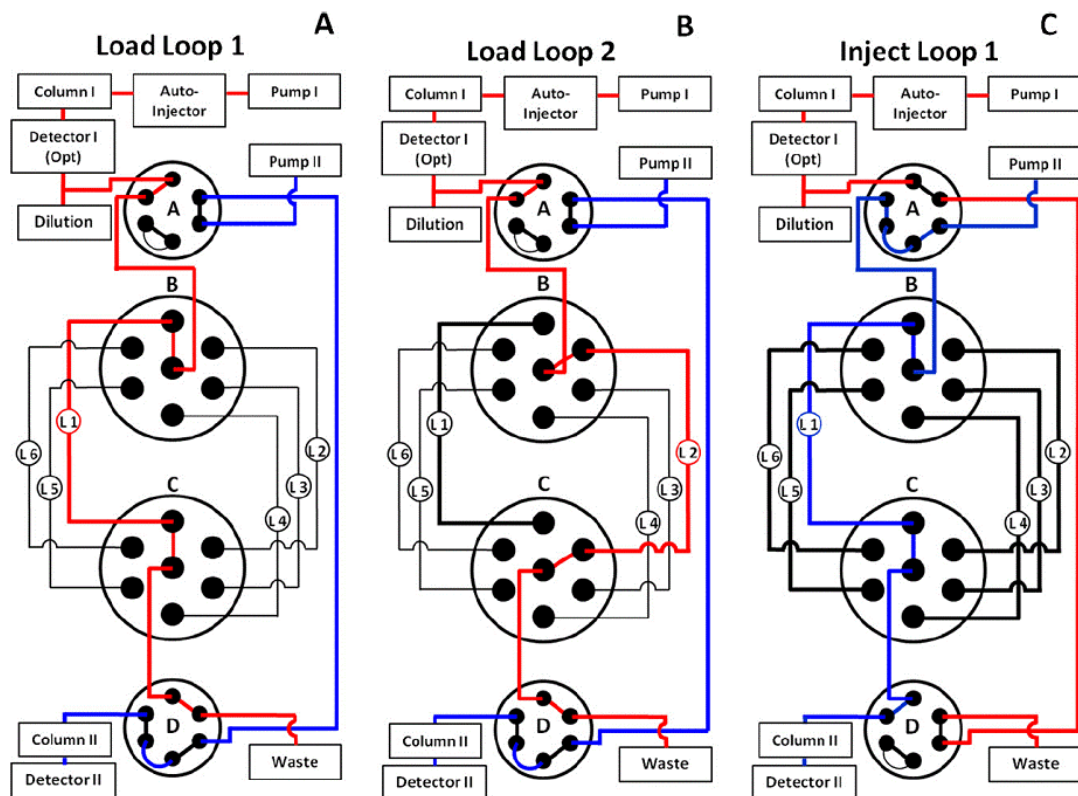 A
Load Loop 1
Column I
Auto-
Injector
Pump I
Detector I
(Opt)
Pump II
Dilution
A
B
L 1
L 6
L 5
L 2
L 3
L 4
C
D
Column II
Detector II
Waste
B
Load Loop 2
Column I
Auto-
Injector
Pump I
Detector I
(Opt)
Pump II
Dilution
A
B
L 1
L 6
L 5
L 2
L 3
L 4
C
D
Column II
Detector II
Waste
C
Inject Loop 1
Column I
Auto-
Injector
Pump I
Detector I
(Opt)
Pump II
Dilution
A
B
L 1
L 6
L 5
L 2
L 3
L 4
C
D
Column II
Detector II
Waste